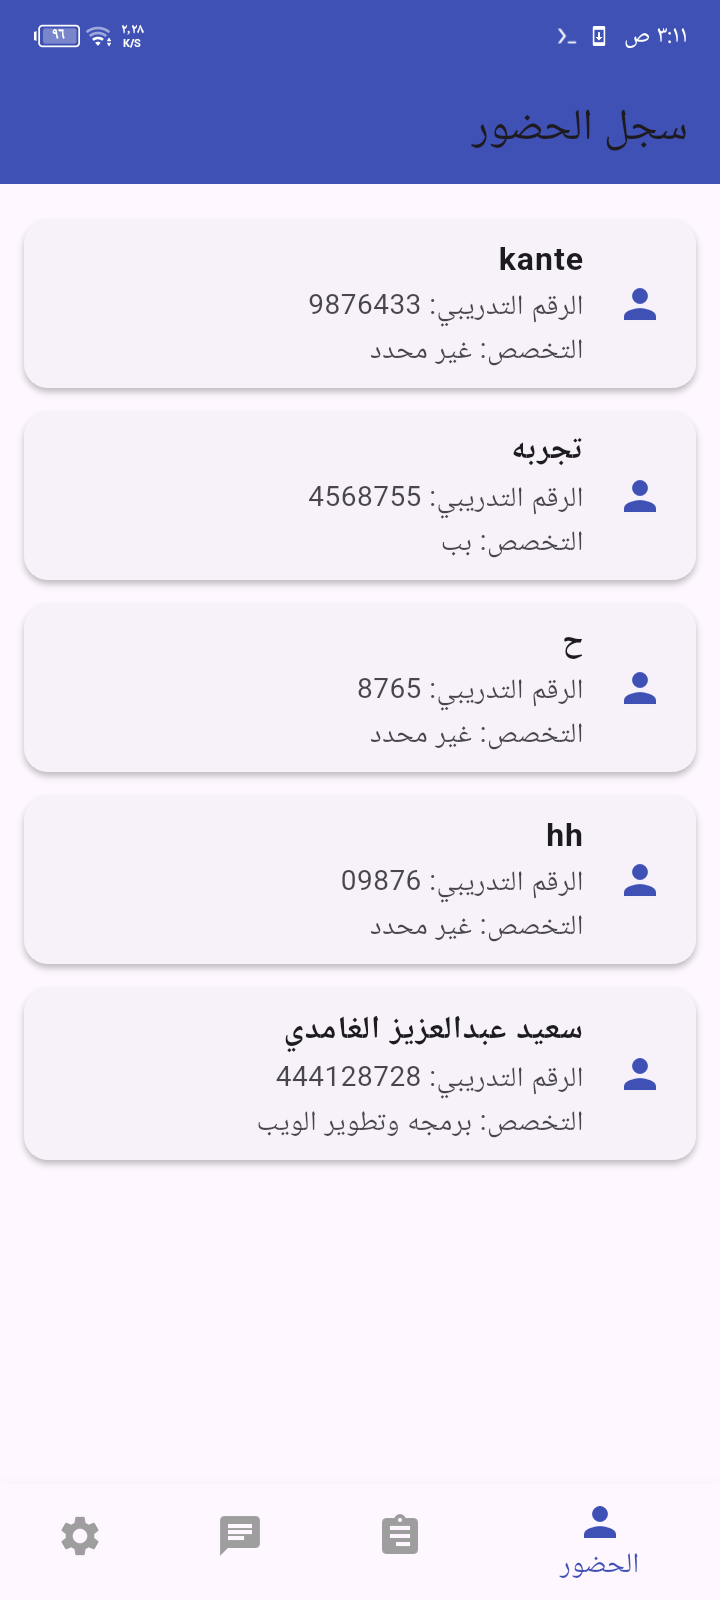 ٣:١١ ص
٢,٢٨
K/S
٩٦
سجل الحضور
kante
الرقم التدريبي: 9876433
التخصص: غير محدد
تجربه
الرقم التدريبي: 4568755
التخصص: بب
ح
الرقم التدريبي: 8765
التخصص: غير محدد
hh
الرقم التدريبي: 09876
التخصص: غير محدد
سعيد عبدالعزيز الغامدي
الرقم التدريبي: 444128728
التخصص: برمجه وتطوير الويب
الحضور